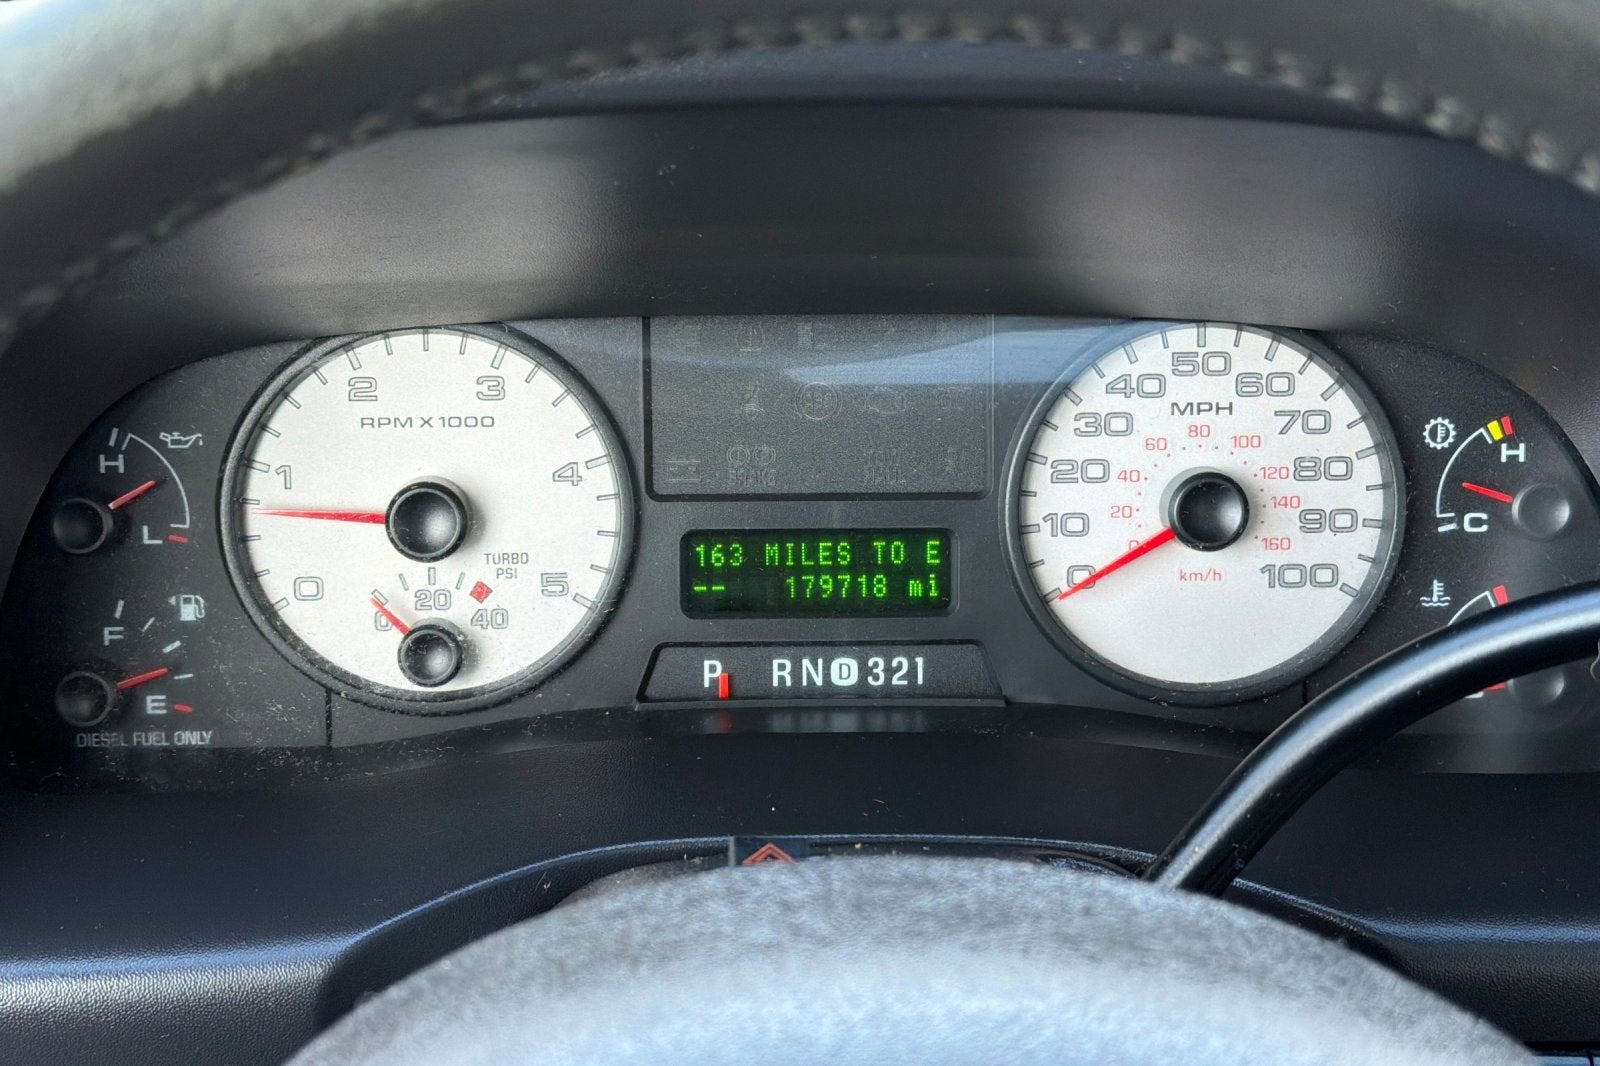 H
L
F
E
DIESEL FUEL ONLY
0
1
2
3
4
5
RPM X 1000
TURBO
PSI
0
20
40
163 MILES TO E
-- 179718 mi
P R N D 3 2 1
0
10
20
30
40
50
60
70
80
90
100
MPH
20
40
60
80
100
120
140
160
km/h
H
C